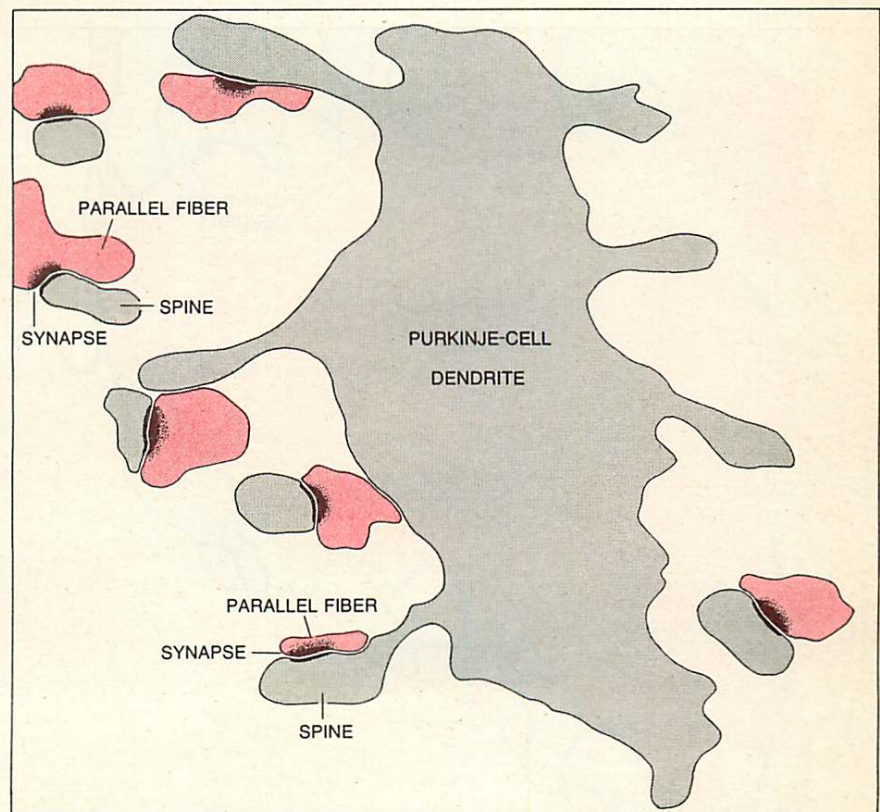 PARALLEL FIBER
SPINE
SYNAPSE
PURKINJE-CELL
DENDRITE
PARALLEL FIBER
SYNAPSE
SPINE